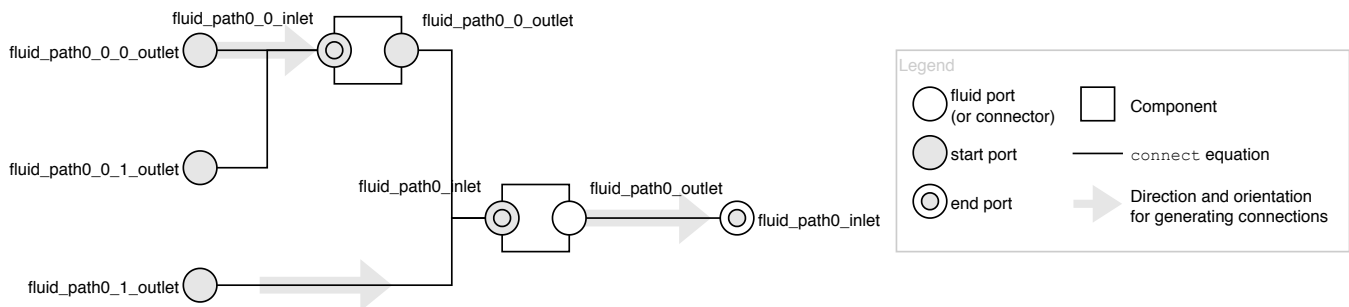 fluid_path0_0_inlet
fluid_path0_0_outlet
fluid_path0_0_0_outlet
fluid_path0_0_1_outlet
fluid_path0_inlet
fluid_path0_outlet
fluid_path0_inlet
fluid_path0_1_outlet
Legend
fluid port
(or connector)
Component
start port
connect equation
end port
Direction and orientation
for generating connections